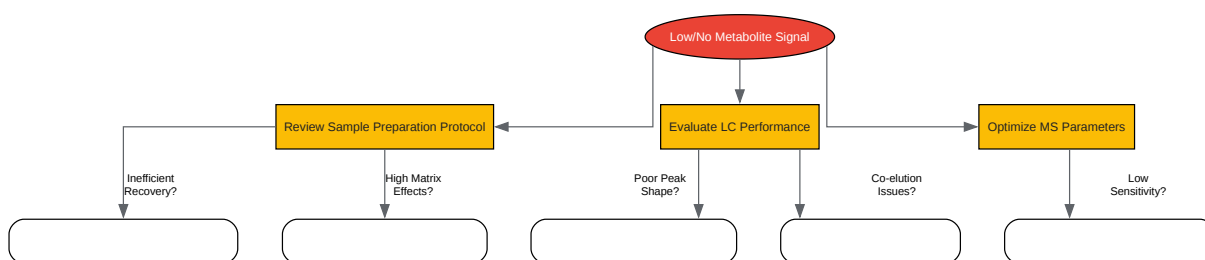 Low/No Metabolite Signal
Review Sample Preparation Protocol
Evaluate LC Performance
Optimize MS Parameters
Inefficient
Recovery?
High Matrix
Effects?
Poor Peak
Shape?
Co-elution
Issues?
Low
Sensitivity?